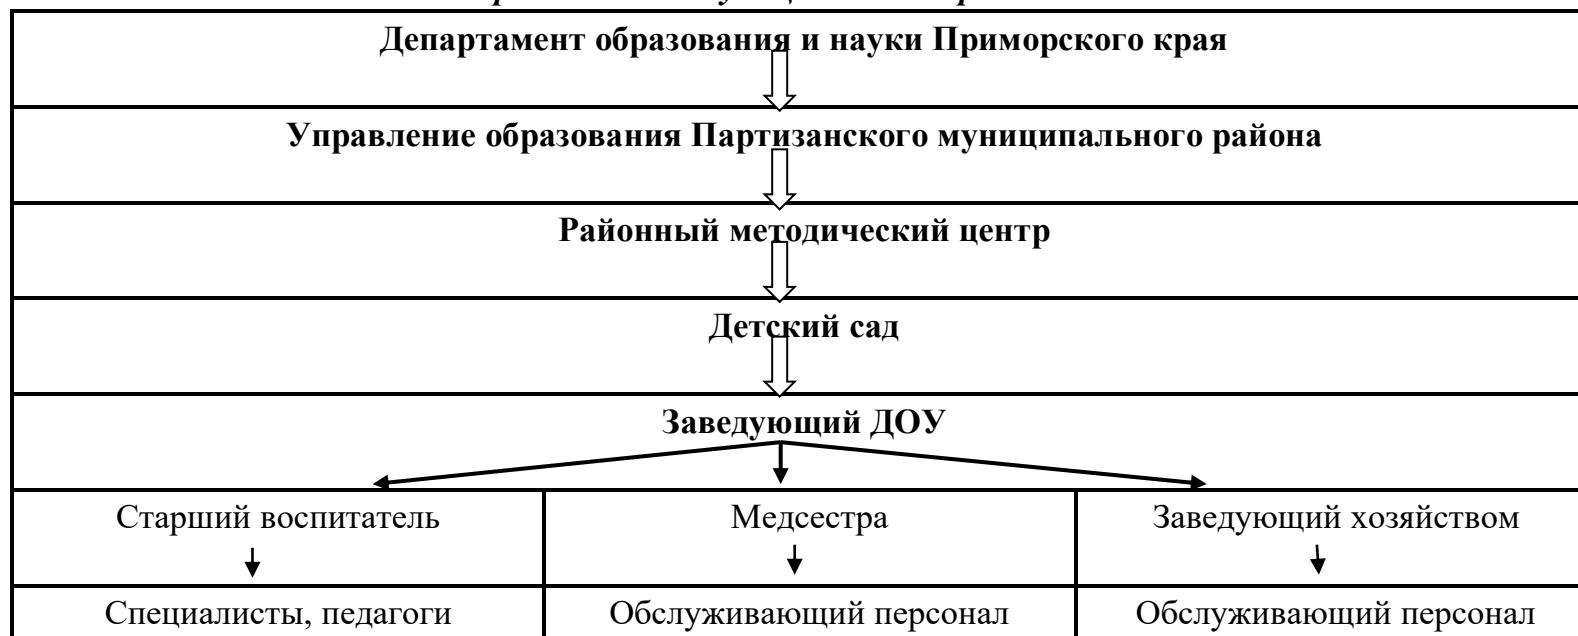 Департамент образования и науки Приморского края
Управление образования Партизанского муниципального района
Районный методический центр
Детский сад
Заведующий ДОУ
Старший воспитатель
Медсестра
Заведующий хозяйством
Специалисты, педагоги
Обслуживающий персонал
Обслуживающий персонал